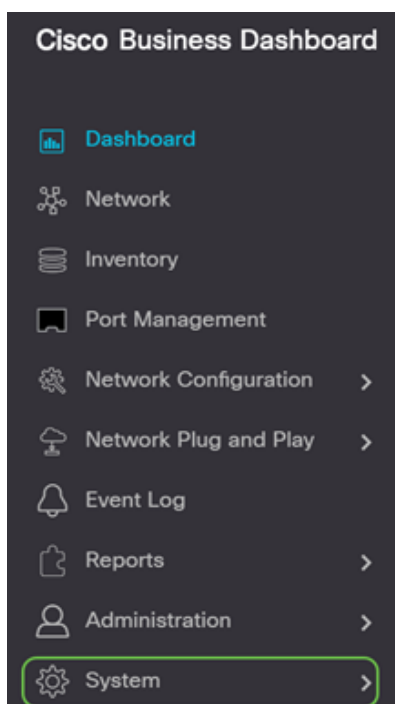 Cisco Business Dashboard
Dashboard
Network
Inventory
Port Management
Network Configuration
Network Plug and Play
Event Log
Reports
Administration
System